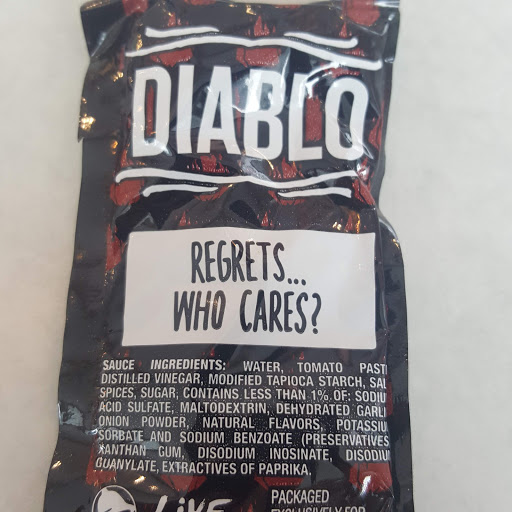 DIABLO
REGRETS...
WHO CARES?
SAUCE INGREDIENTS: WATER, TOMATO PAST
DISTILLED VINEGAR, MODIFIED TAPIOCA STARCH, SAL
SPICES, SUGAR, CONTAINS LESS THAN 1% OF: SODIU
ACID SULFATE, MALTODEXTRIN, DEHYDRATED GARLI
ONION POWDER, NATURAL FLAVORS, POTASSIU
SORBATE AND SODIUM BENZOATE (PRESERVATIVES
XANTHAN GUM, DISODIUM INOSINATE, DISODIU
GUANYLATE, EXTRACTIVES OF PAPRIKA.
LIVE PACKAGED
EXCLUSIVELY FOR